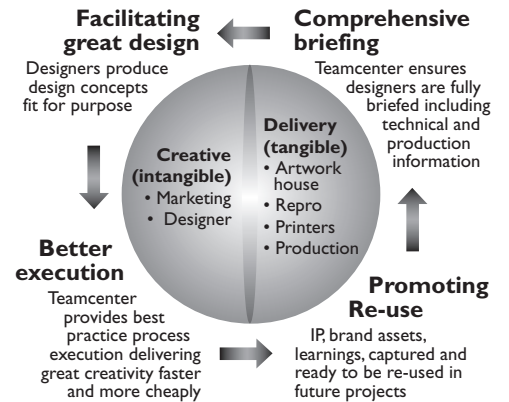 Facilitating
great design
Designers produce
design concepts
fit for purpose
Comprehensive
briefing
Teamcenter ensures
designers are fully
briefed including
technical and
production
information
Creative
(intangible)
• Marketing
• Designer
Delivery
(tangible)
• Artwork
house
• Repro
• Printers
• Production
Better
execution
Teamcenter
provides best
practice process
execution delivering
great creativity faster
and more cheaply
Promoting
Re-use
IP, brand assets,
learnings, captured and
ready to be re-used in
future projects